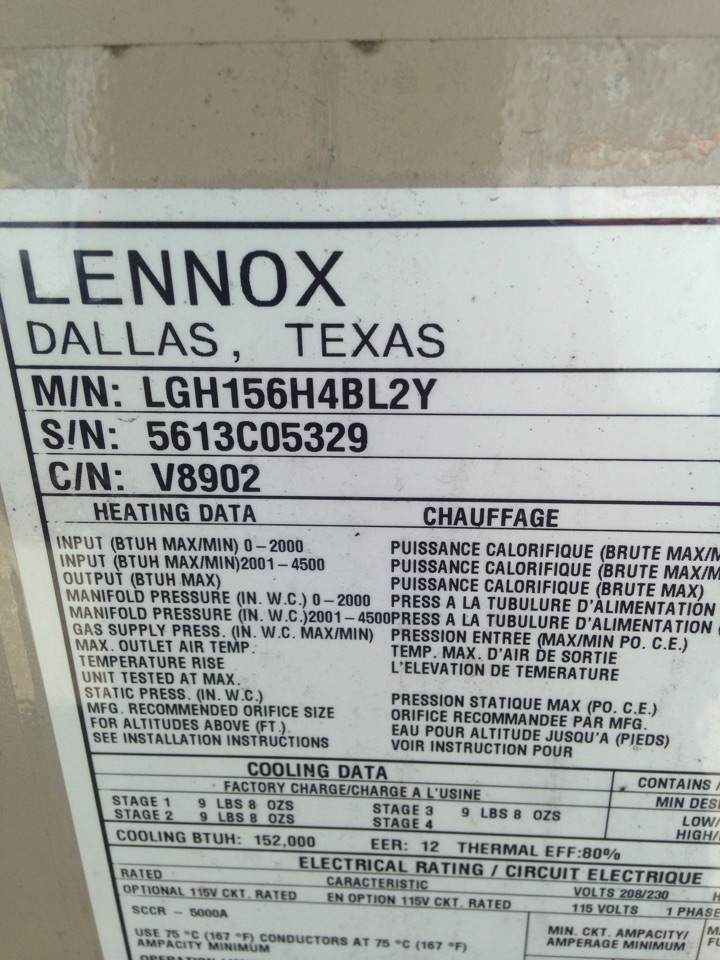 LENNOX
DALLAS, TEXAS
M/N: LGH156H4BL2Y
S/N: 5613C05329
C/N: V8902
HEATING DATA CHAUFFAGE
INPUT (BTUH MAX/MIN) 0-2000 PUISSANCE CALORIFIQUE (BRUTE MAX/M
INPUT (BTUH MAX/MIN)2001-4500 PUISSANCE CALORIFIQUE (BRUTE MAX/M
OUTPUT (BTUH MAX) PUISSANCE CALORIFIQUE (BRUTE MAX)
MANIFOLD PRESSURE (IN. W.C.) 0-2000 PRESS A LA TUBULURE D'ALIMENTATION
MANIFOLD PRESSURE (IN. W.C.)2001-4500 PRESS A LA TUBULURE D'ALIMENTATION (
GAS SUPPLY PRESS. (IN. W.C. MAX/MIN) PRESSION ENTREE (MAX/MIN PO. C.E.)
MAX. OUTLET AIR TEMP. TEMP. MAX. D'AIR DE SORTIE
TEMPERATURE RISE L'ELEVATION DE TEMERATURE
UNIT TESTED AT MAX.
STATIC PRESS. (IN. W.C.) PRESSION STATIQUE MAX (PO. C.E.)
MFG. RECOMMENDED ORIFICE SIZE ORIFICE RECOMMANDEE PAR MFG.
FOR ALTITUDES ABOVE (FT.) EAU POUR ALTITUDE JUSQU'A (PIEDS)
SEE INSTALLATION INSTRUCTIONS VOIR INSTRUCTION POUR
COOLING DATA CONTAINS
FACTORY CHARGE/CHARGE A L'USINE MIN DES
STAGE 1 9 LBS 8 OZS STAGE 3 9 LBS 8 OZS LOW/
STAGE 2 9 LBS 8 OZS STAGE 4 HIGH/
COOLING BTUH: 152,000 EER: 12 THERMAL EFF:80%
ELECTRICAL RATING / CIRCUIT ELECTRIQUE
RATED CARACTERISTIC VOLTS 208/230
OPTIONAL 115V CKT. RATED EN OPTION 115V CKT. RATED 115 VOLTS 1 PHASE
SCCR - 5000A
USE 75 °C (167 °F) CONDUCTORS AT 75 °C (167 °F) MIN. CKT. AMPACITY/
AMPACITY MINIMUM AMPERAGE MINIMUM